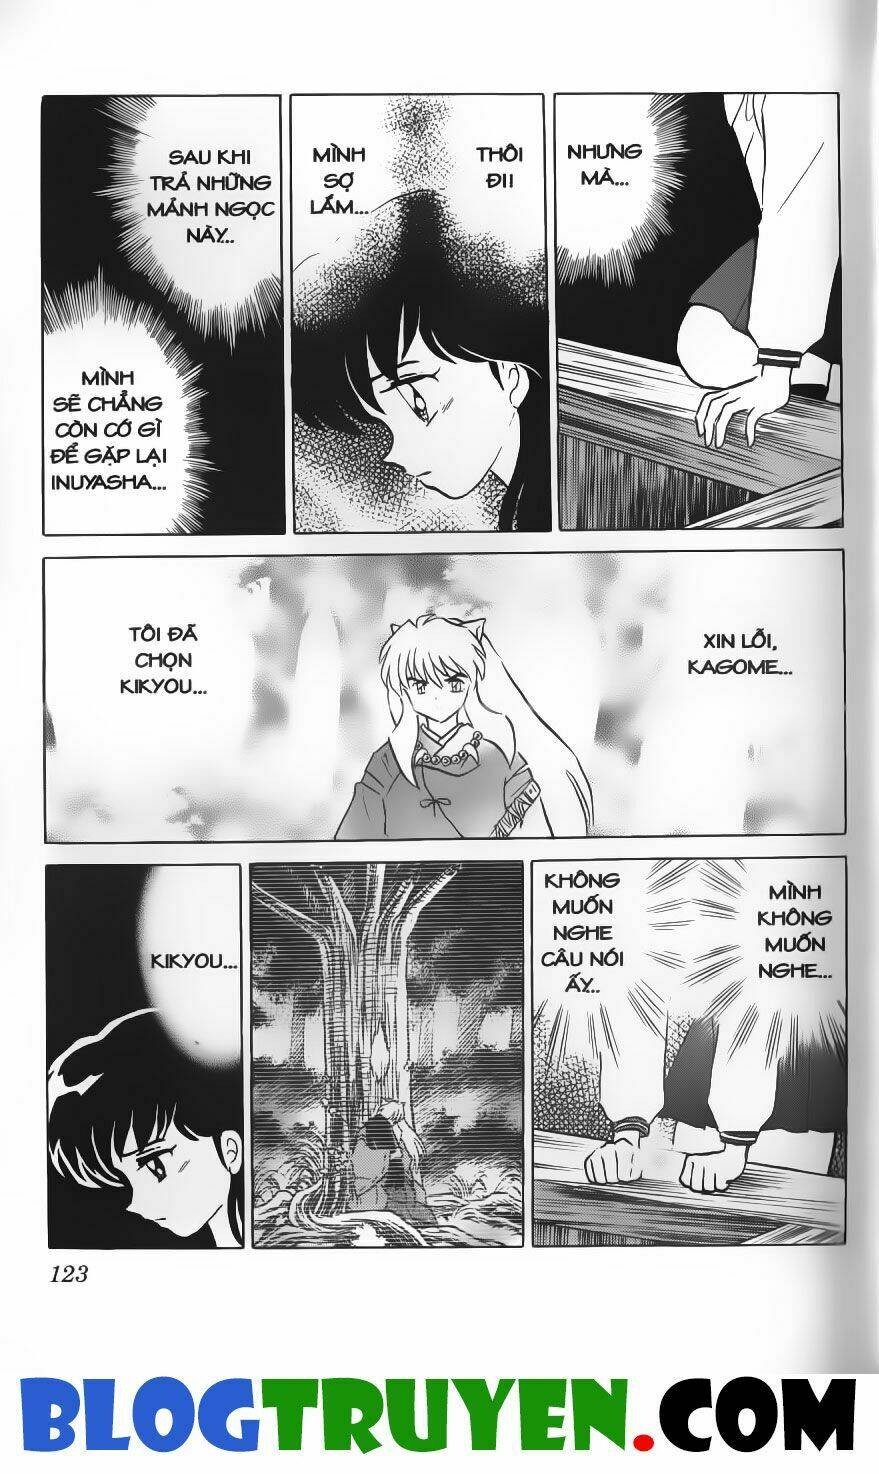 NHƯNG
MÀ...
THÔI
ĐI!
MÌNH
SỢ
LẮM...
SAU KHI
TRẢ NHỮNG
MẢNH NGỌC
NÀY...
MÌNH
SẼ CHẲNG
CÒN CÓ GÌ
ĐỂ GẶP LẠI
INUYASHA...
XIN LỖI,
KAGOME...
TÔI ĐÃ
CHỌN
KIKYOU...
MÌNH
KHÔNG
MUỐN
NGHE...
KHÔNG
MUỐN
NGHE
CÂU NÓI
ẤY...
KIKYOU...
123
BLOGTRUYEN.COM